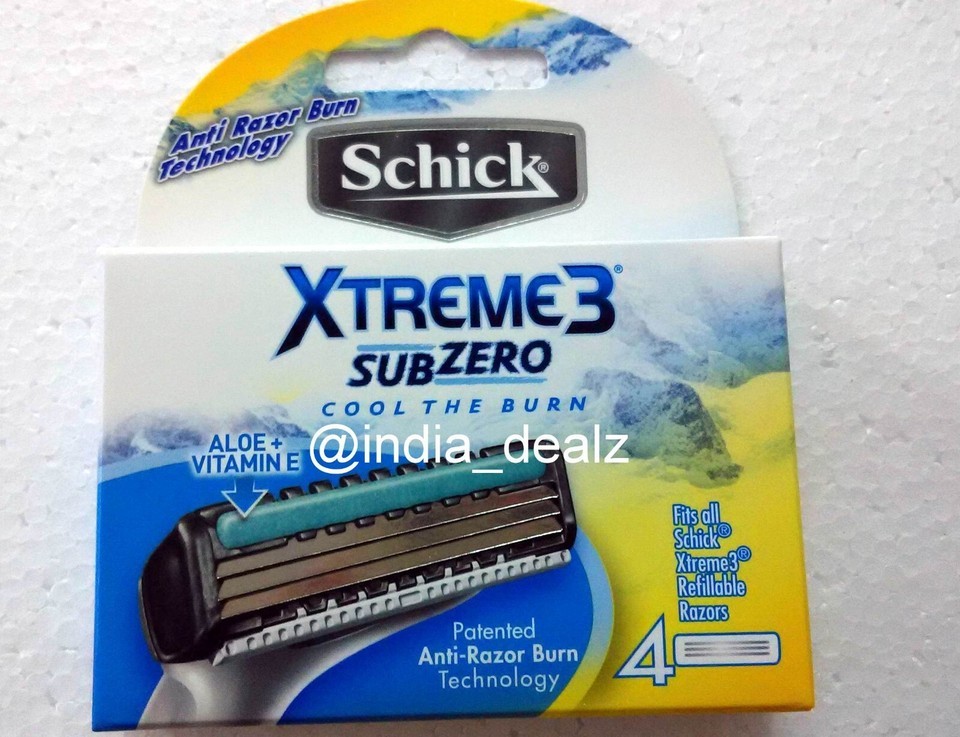 Anti Razor Burn
Technology
Schick®
XTREME3®
SUBZERO
COOL THE BURN
ALOE +
VITAMIN E
@india_dealz
Fits all
Schick®
Xtreme3®
Refillable
Razors
Patented
Anti-Razor Burn
Technology
4